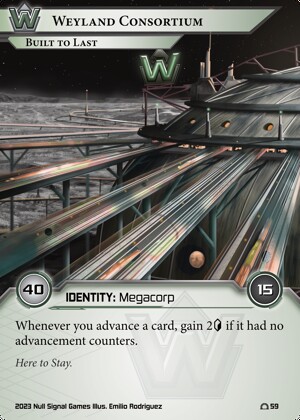 WEYLAND CONSORTIUM
BUILT TO LAST
40
IDENTITY: Megacorp
15
Whenever you advance a card, gain 2 if it had no
advancement counters.
Here to Stay.
2023 Null Signal Games Illus. Emilio Rodriguez
59